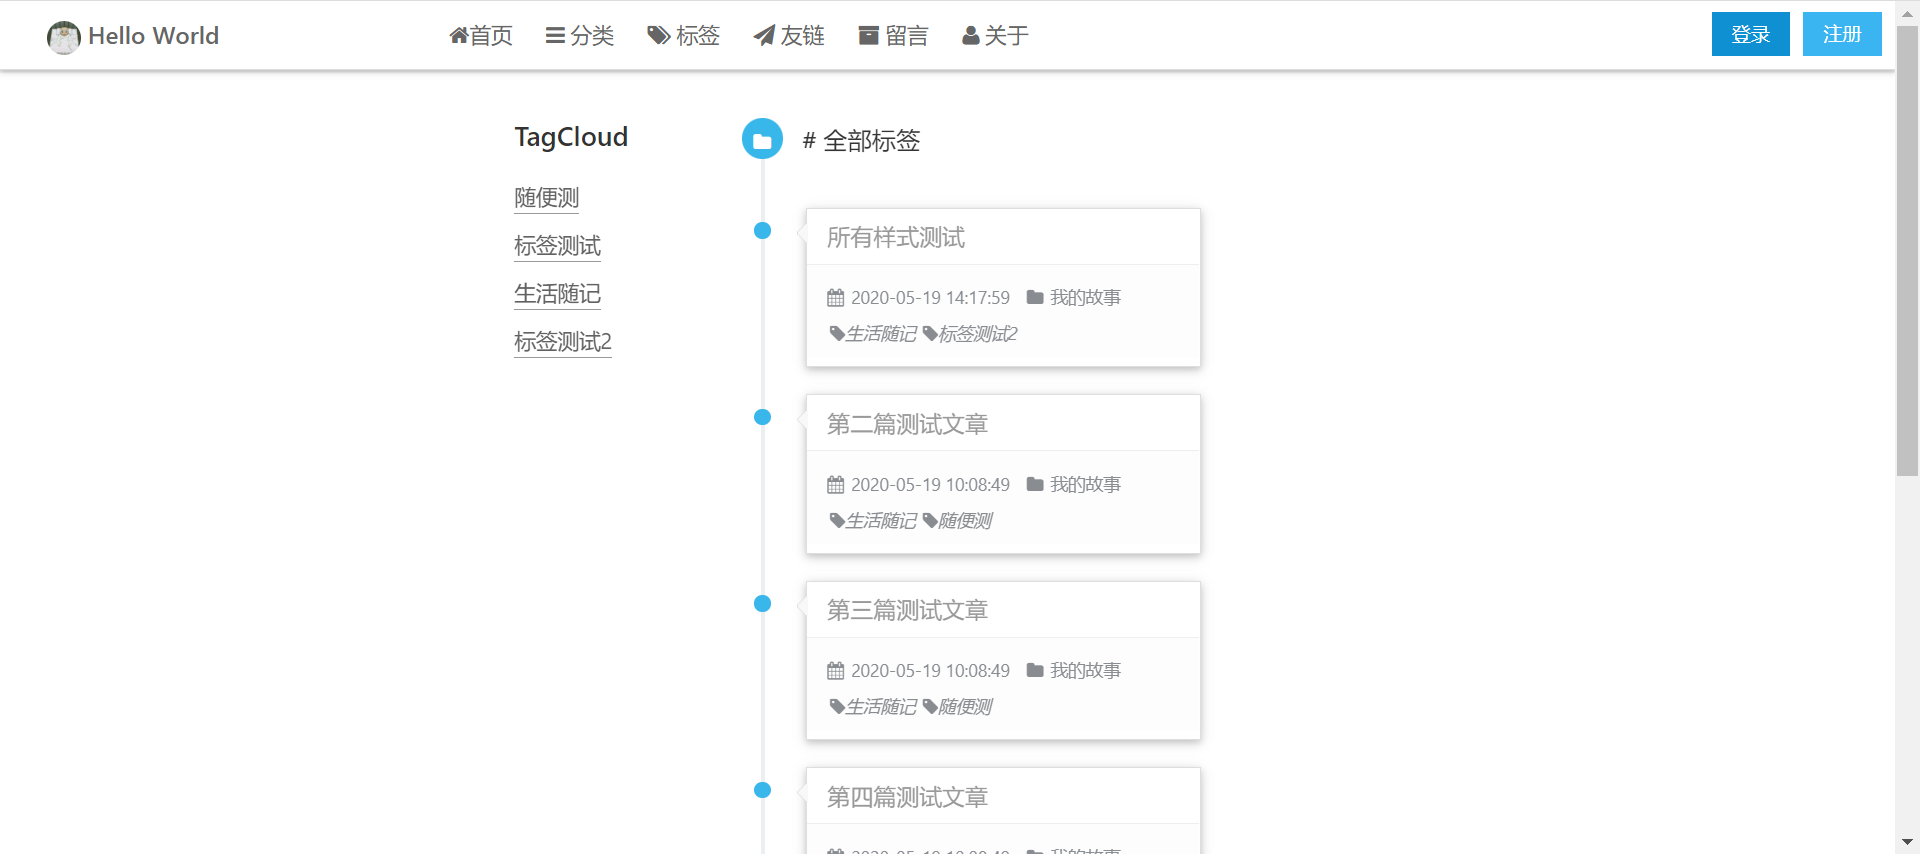 Hello World 首页 分类 标签 友链 留言 关于 登录 注册
TagCloud
随便测
标签测试
生活随记
标签测试2
# 全部标签
所有样式测试
2020-05-19 14:17:59 我的故事
生活随记 标签测试2
第二篇测试文章
2020-05-19 10:08:49 我的故事
生活随记 随便测
第三篇测试文章
2020-05-19 10:08:49 我的故事
生活随记 随便测
第四篇测试文章